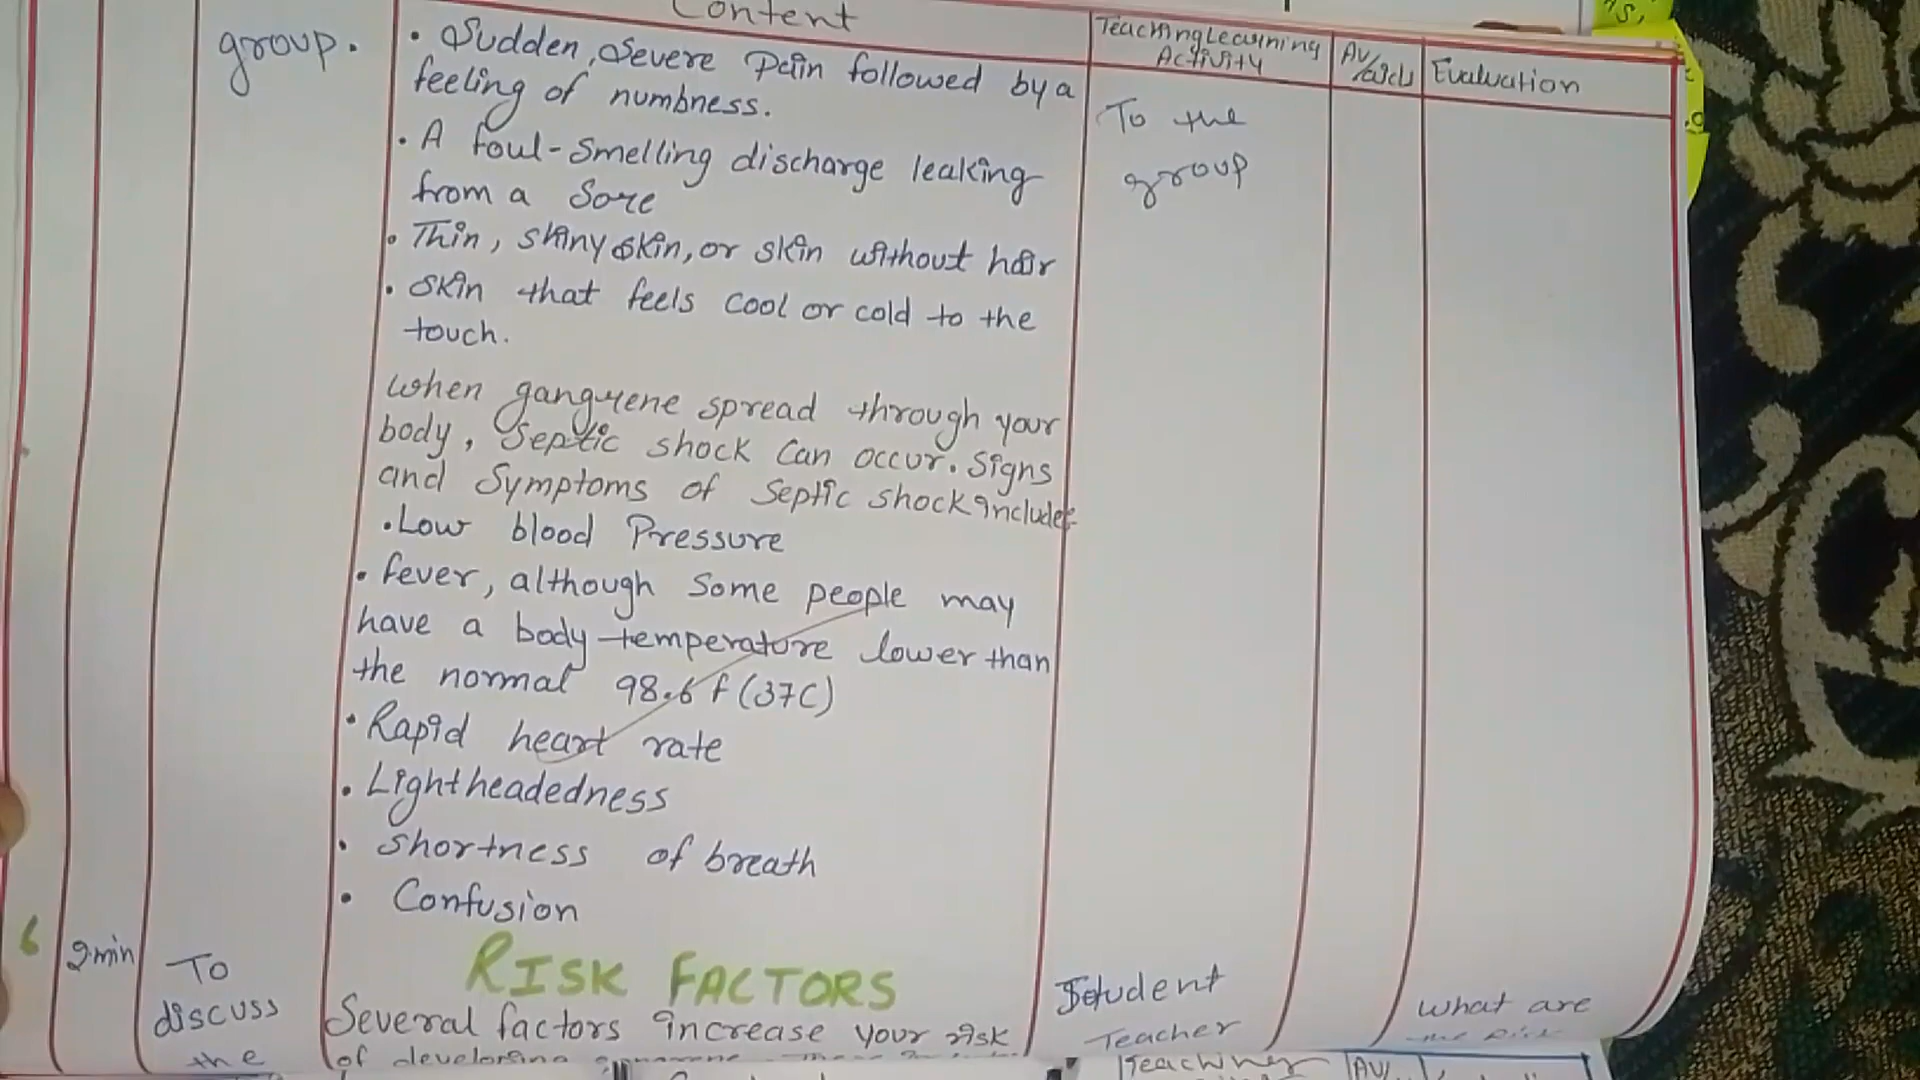 Content
Teaching Learning
Activity
AV
aids
Evaluation
group.
• Sudden, Severe Pain followed by a
feeling of numbness.
• A foul-Smelling discharge leaking
from a Sore
• Thin, shiny skin, or skin without hair
• Skin that feels cool or cold to the
touch.
To the
group
when gangrene spread through your
body, Septic shock can occur. Signs
and Symptoms of Septic shock include:
• Low blood Pressure
• fever, although Some people may
have a body temperature lower than
the normal 98.6 f (37C)
• Rapid heart rate
• Lightheadedness
• shortness of breath
• Confusion
6
2min
To
discuss
the
RISK FACTORS
Several factors increase your risk
of developing
Student
Teacher
what are
AV/